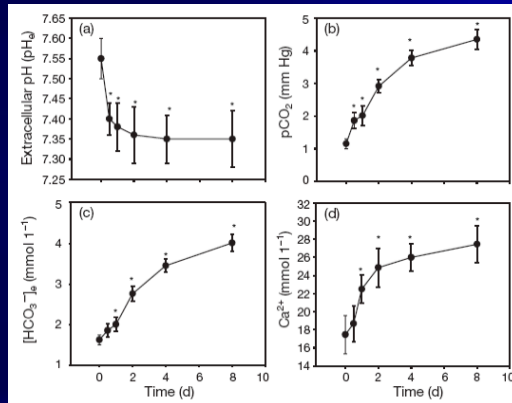 (a)
Extracellular pH (pHₑ)
7.65
7.60
7.55
7.50
7.45
7.40
7.35
7.30
7.25
* * * * *
(b)
pCO₂ (mm Hg)
5
4
3
2
1
0
* * * * *
(c)
[HCO₃⁻]ₑ (mmol 1⁻¹)
5
4
3
2
1
* * * *
0 2 4 6 8 10
Time (d)
(d)
Ca²⁺ (mmol 1⁻¹)
32
30
28
26
24
22
20
18
16
14
* * * *
0 2 4 6 8 10
Time (d)